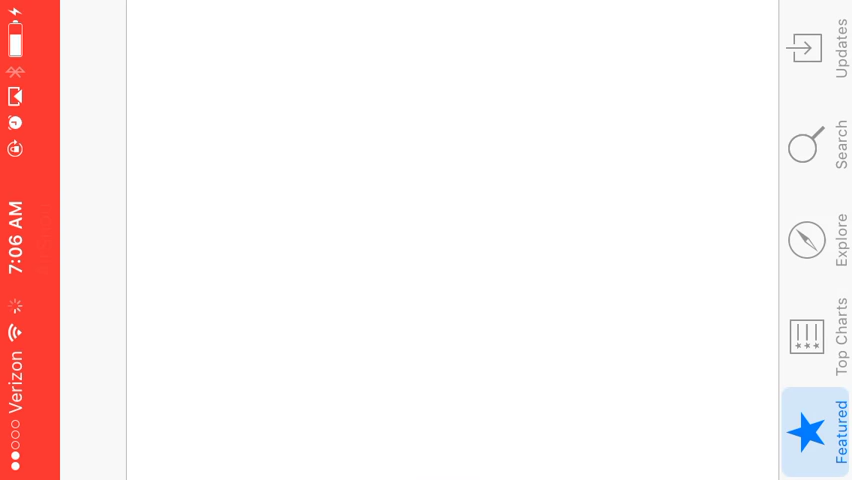 Verizon 7:06 AM
Featured
Top Charts
Explore
Search
Updates